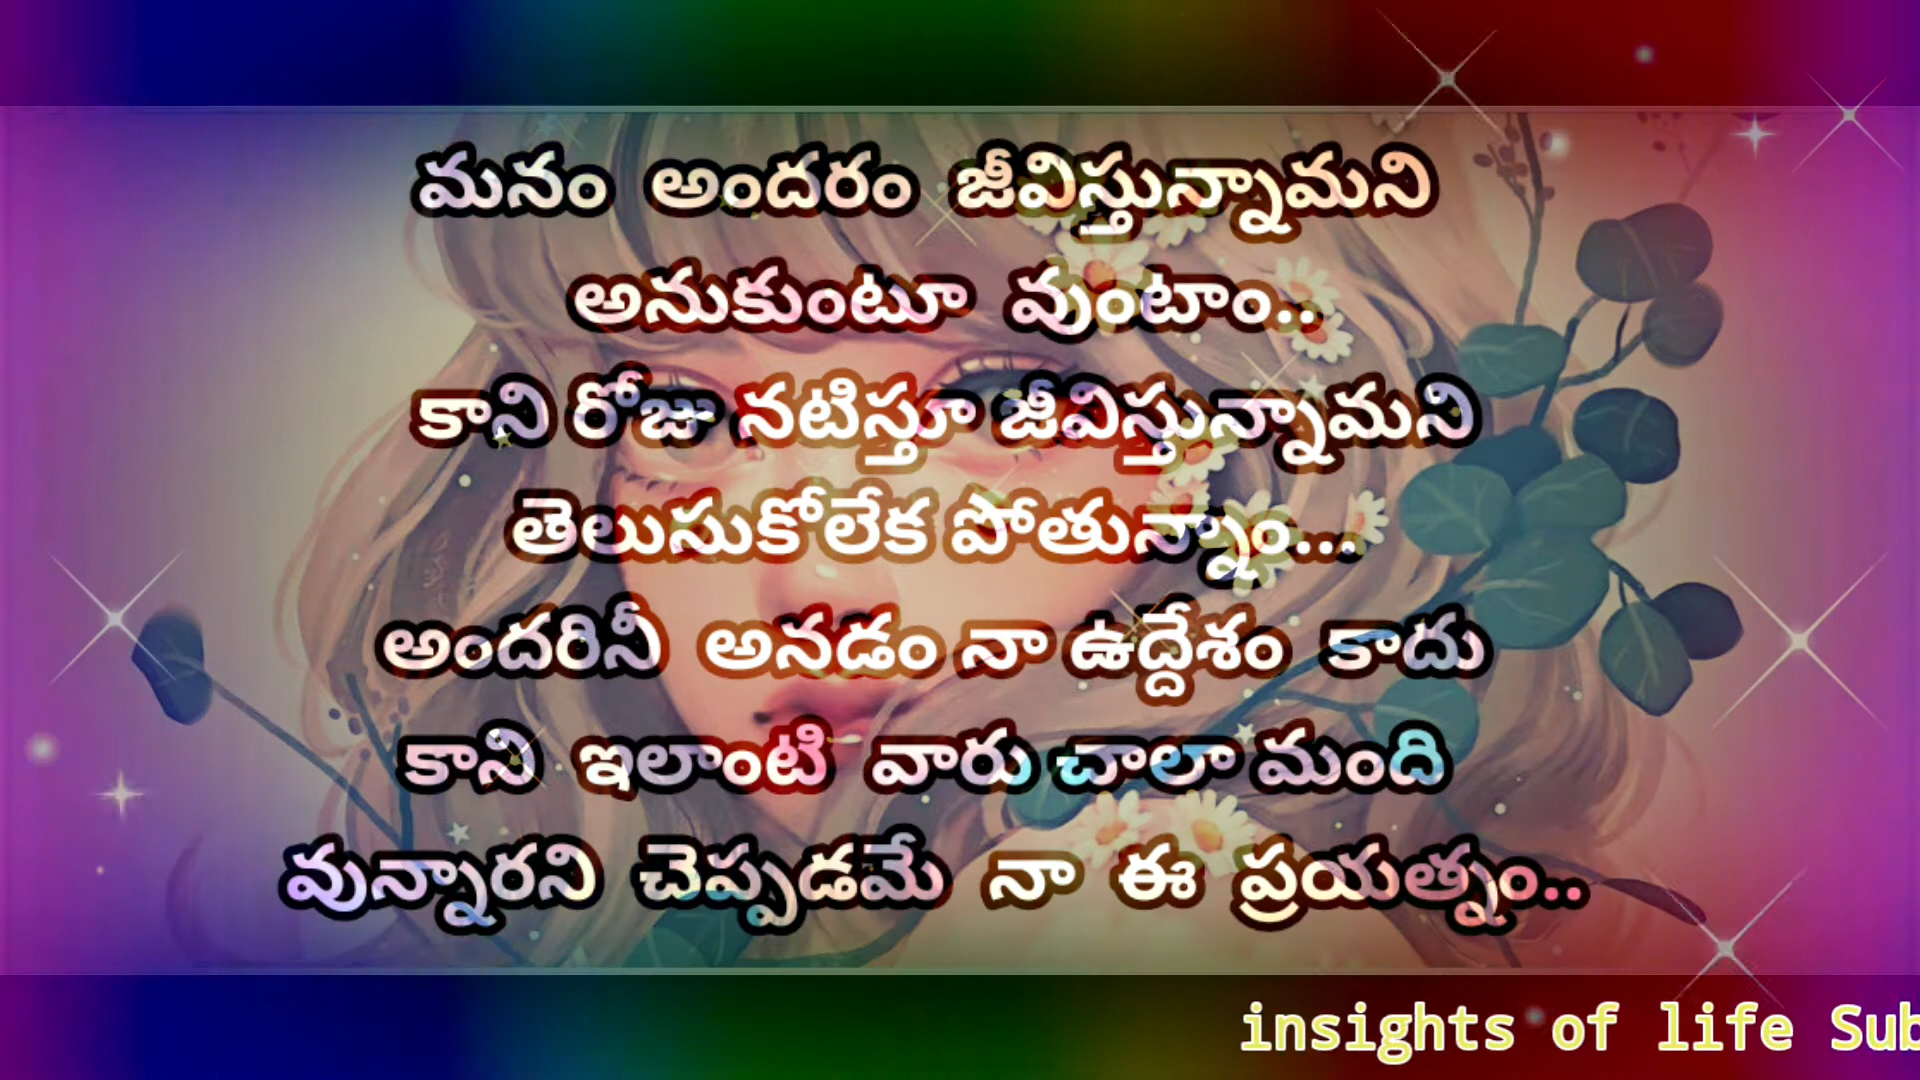 మనం అందరం జీవిస్తున్నామని
అనుకుంటూ వుంటాం..
కాని రోజు నటిస్తూ జీవిస్తున్నామని
తెలుసుకోలేక పోతున్నాం...
అందరినీ అనడం నా ఉద్దేశం కాదు
కాని ఇలాంటి వారు చాలా మంది
వున్నారని చెప్పడమే నా ఈ ప్రయత్నం..
insights of life Sub